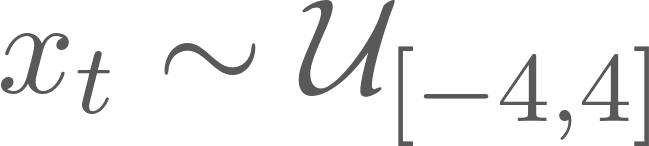 x_t ∼ 𝒰_[−4,4]